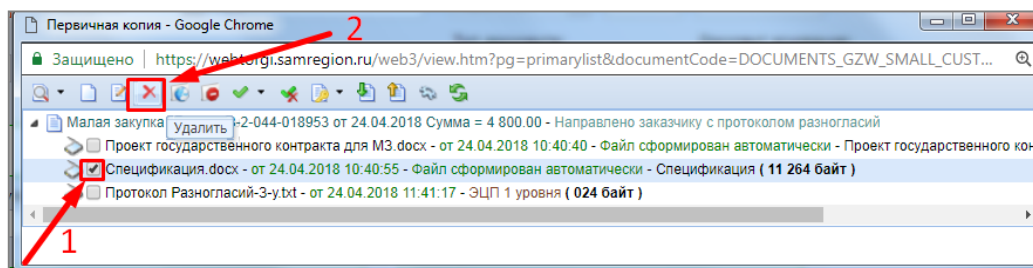 Первичная копия - Google Chrome
2
Защищено | https://webtorgi.samregion.ru/web3/view.htm?pg=primarylist&documentCode=DOCUMENTS_GZW_SMALL_CUST...
Малая закупка 3-2-044-018953 от 24.04.2018 Сумма = 4 800.00 - Направлено заказчику с протоколом разногласий
Удалить
Проект государственного контракта для МЗ.docx - от 24.04.2018 10:40:40 - Файл сформирован автоматически - Проект государственного кон
Спецификация.docx - от 24.04.2018 10:40:55 - Файл сформирован автоматически - Спецификация ( 11 264 байт )
Протокол Разногласий-3-y.txt - от 24.04.2018 11:41:17 - ЭЦП 1 уровня ( 024 байт )
1